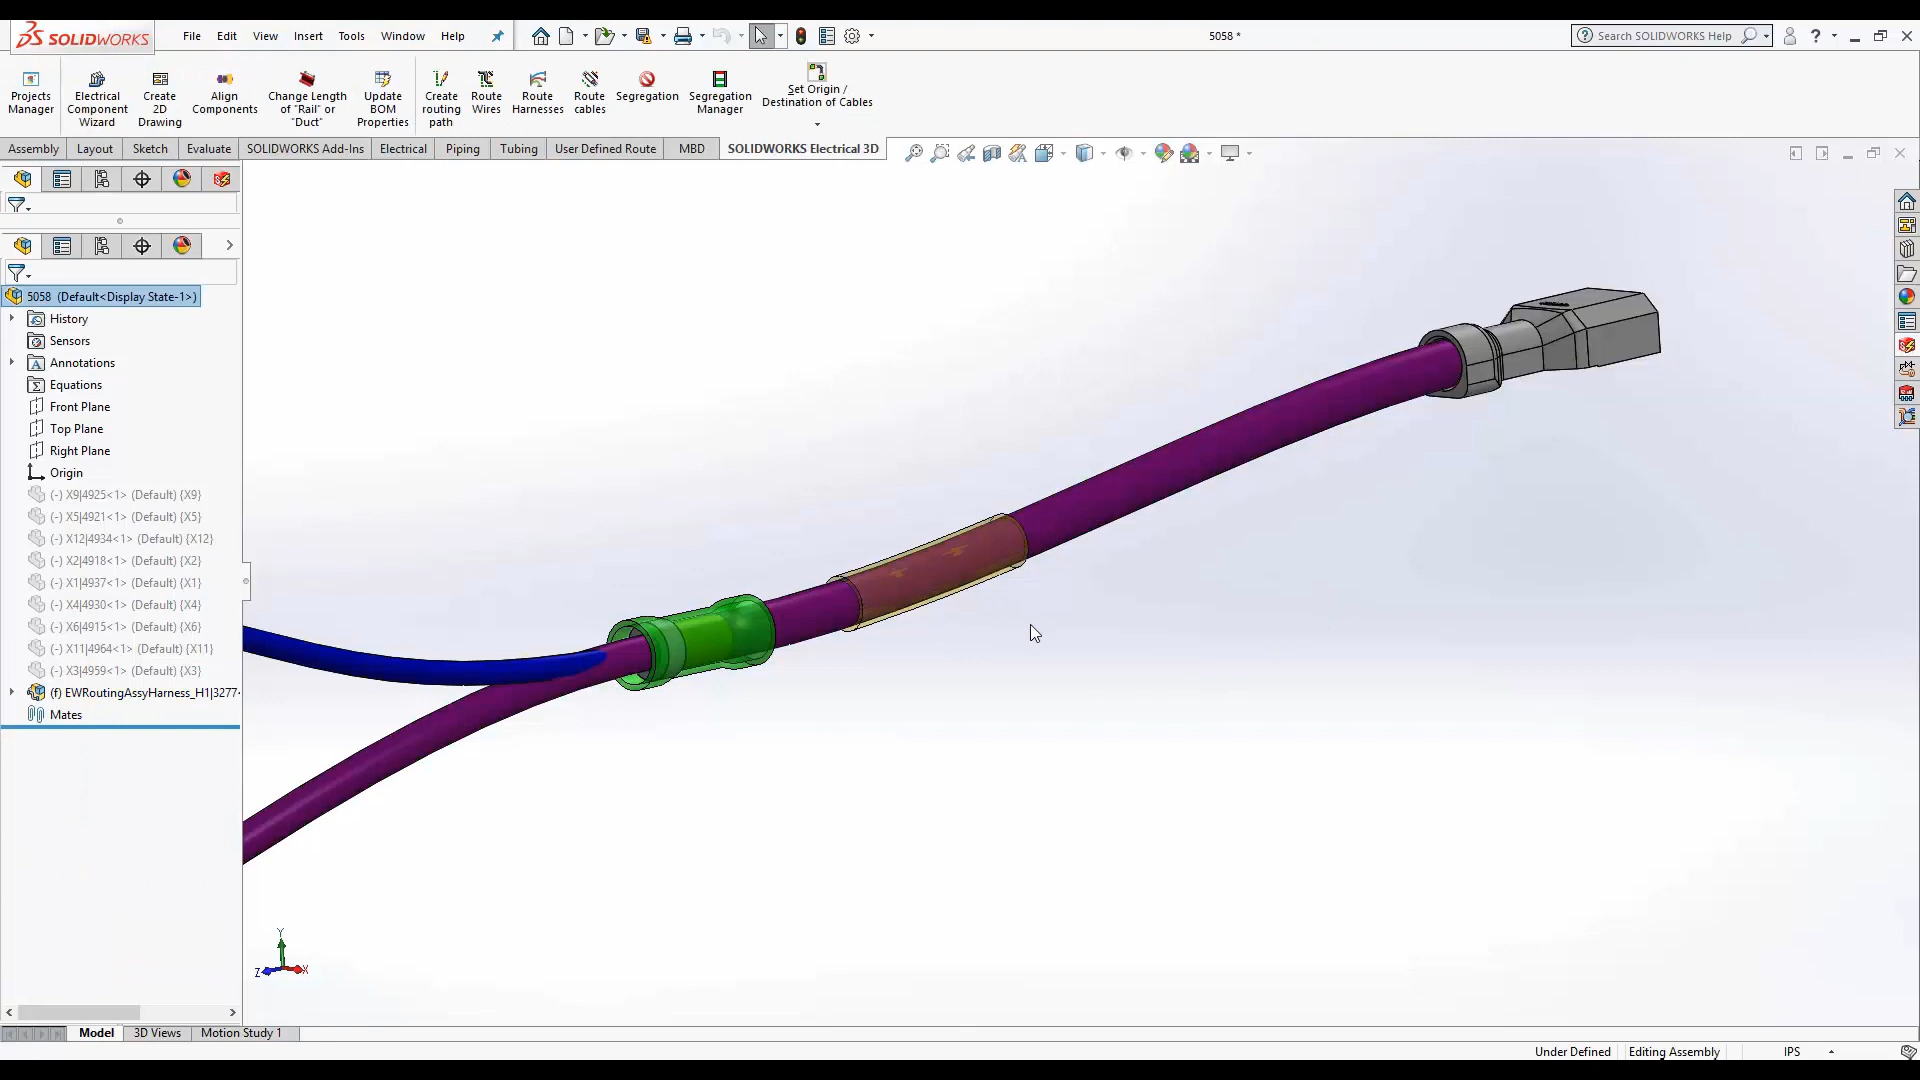 SOLIDWORKS File Edit View Insert Tools Window Help 5058 * Search SOLIDWORKS Help ?
Projects Manager
Electrical Component Wizard
Create 2D Drawing
Align Components
Change Length of "Rail" or "Duct"
Update BOM Properties
Create routing path
Route Wires
Route Harnesses
Route cables
Segregation
Segregation Manager
Set Origin / Destination of Cables
Assembly Layout Sketch Evaluate SOLIDWORKS Add-Ins Electrical Piping Tubing User Defined Route MBD SOLIDWORKS Electrical 3D
5058 (Default<Display State-1>)
History
Sensors
Annotations
Equations
Front Plane
Top Plane
Right Plane
Origin
(-) X9|4925<1> (Default) {X9}
(-) X5|4921<1> (Default) {X5}
(-) X12|4934<1> (Default) {X12}
(-) X2|4918<1> (Default) {X2}
(-) X1|4937<1> (Default) {X1}
(-) X4|4930<1> (Default) {X4}
(-) X6|4915<1> (Default) {X6}
(-) X11|4964<1> (Default) {X11}
(-) X3|4959<1> (Default) {X3}
(f) EWRoutingAssyHarness_H1|3277
Mates
Y
Z X
Model 3D Views Motion Study 1
Under Defined Editing Assembly IPS